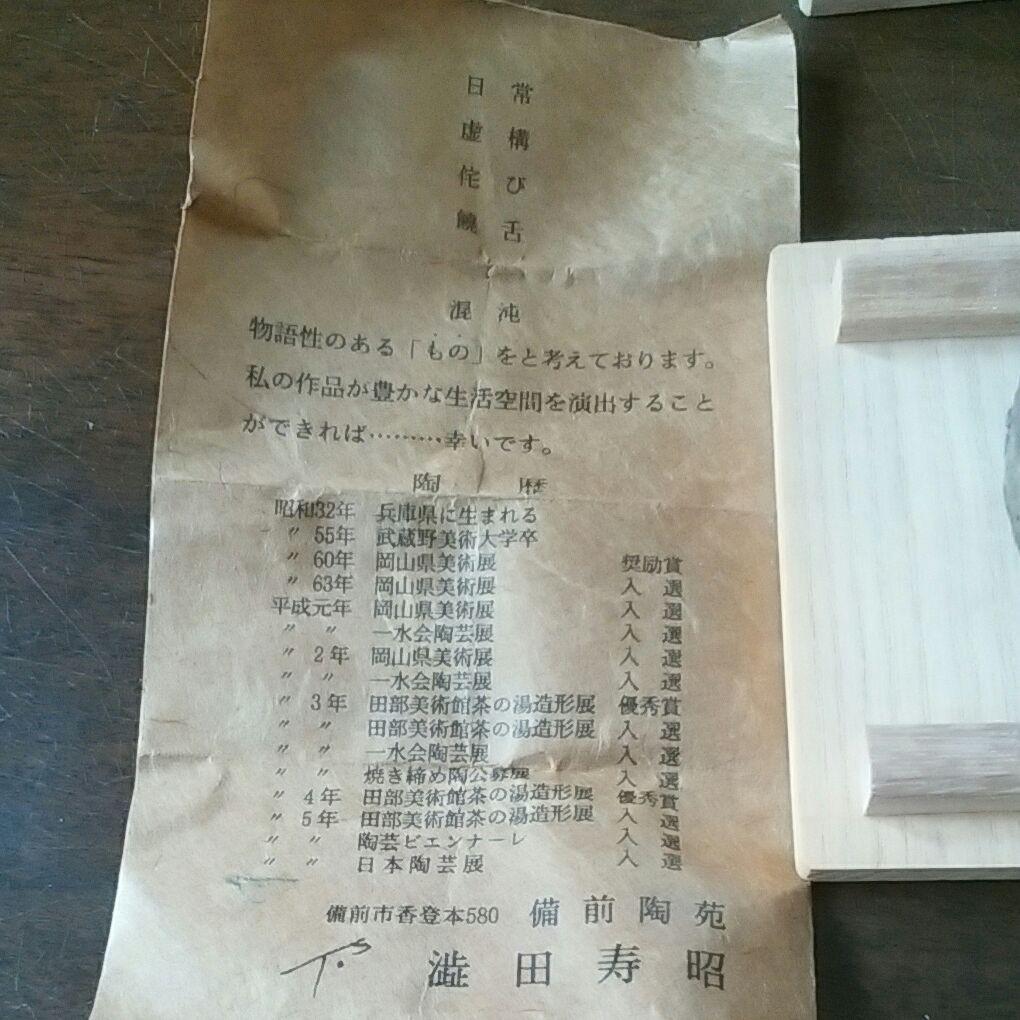 日常
虚構
侘び
饒舌
混沌
物語性のある「もの」をと考えております。
私の作品が豊かな生活空間を演出すること
ができれば………幸いです。
陶歴
昭和32年 兵庫県に生まれる
〃 55年 武蔵野美術大学卒
〃 60年 岡山県美術展 奨励賞
〃 63年 岡山県美術展 入選
平成元年 岡山県美術展 入選
〃 〃 一水会陶芸展 入選
〃 2年 岡山県美術展 入選
〃 〃 一水会陶芸展 入選
〃 3年 田部美術館茶の湯造形展 優秀賞
〃 〃 田部美術館茶の湯造形展 入選
〃 〃 一水会陶芸展 入選
〃 〃 焼き締め陶公募展 入選
〃 4年 田部美術館茶の湯造形展 優秀賞
〃 5年 田部美術館茶の湯造形展 入選
〃 〃 陶芸ビエンナーレ 入選
〃 〃 日本陶芸展 入選
備前市香登本580 備前陶苑
澁田寿昭